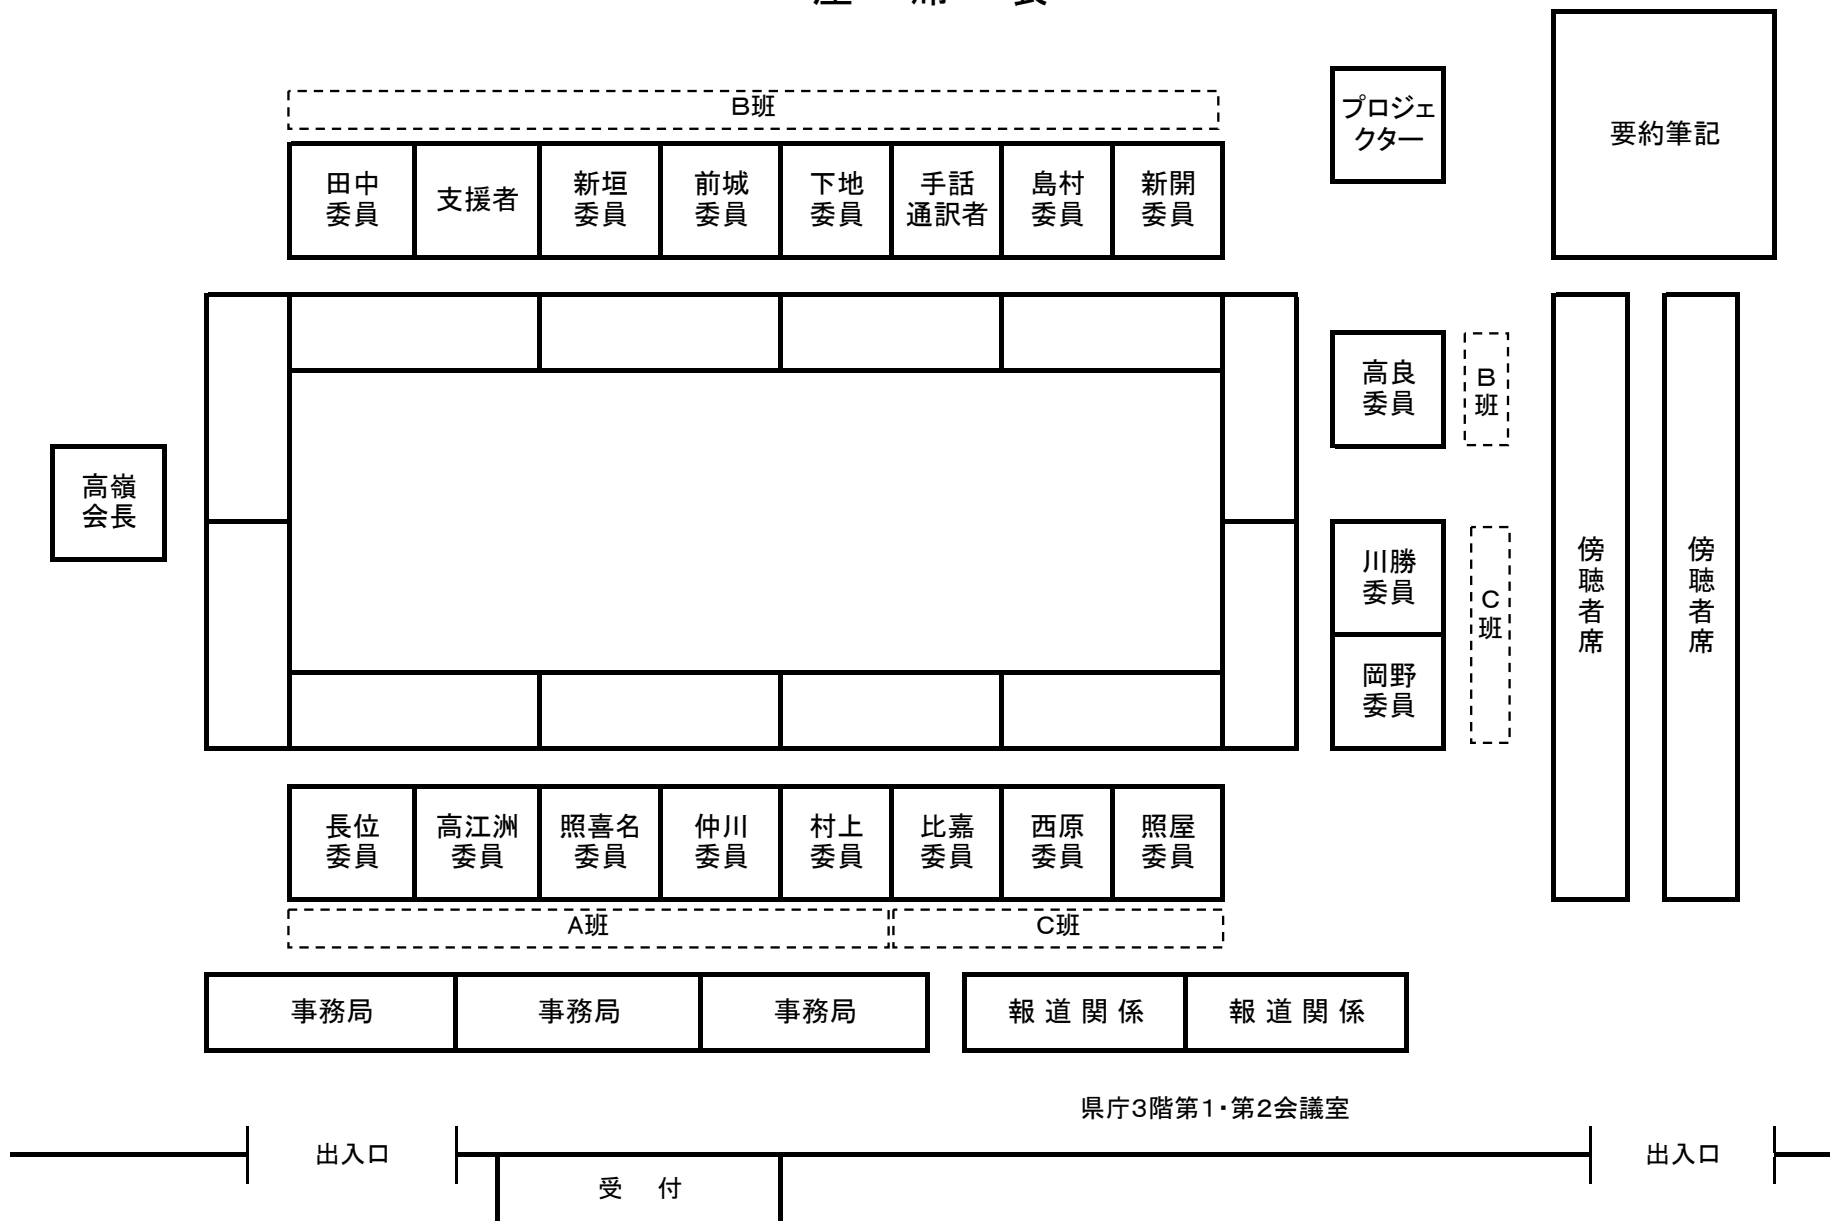 座 席 表
B班
プロジェ
クター
要約筆記
田中
委員
支援者
新垣
委員
前城
委員
下地
委員
手話
通訳者
島村
委員
新開
委員
高良
委員
B
班
高嶺
会長
川勝
委員
岡野
委員
C
班
傍
聴
者
席
傍
聴
者
席
長位
委員
高江洲
委員
照喜名
委員
仲川
委員
村上
委員
比嘉
委員
西原
委員
照屋
委員
A班
C班
事務局
事務局
事務局
報 道 関 係
報 道 関 係
県庁3階第1・第2会議室
出入口
出入口
受 付